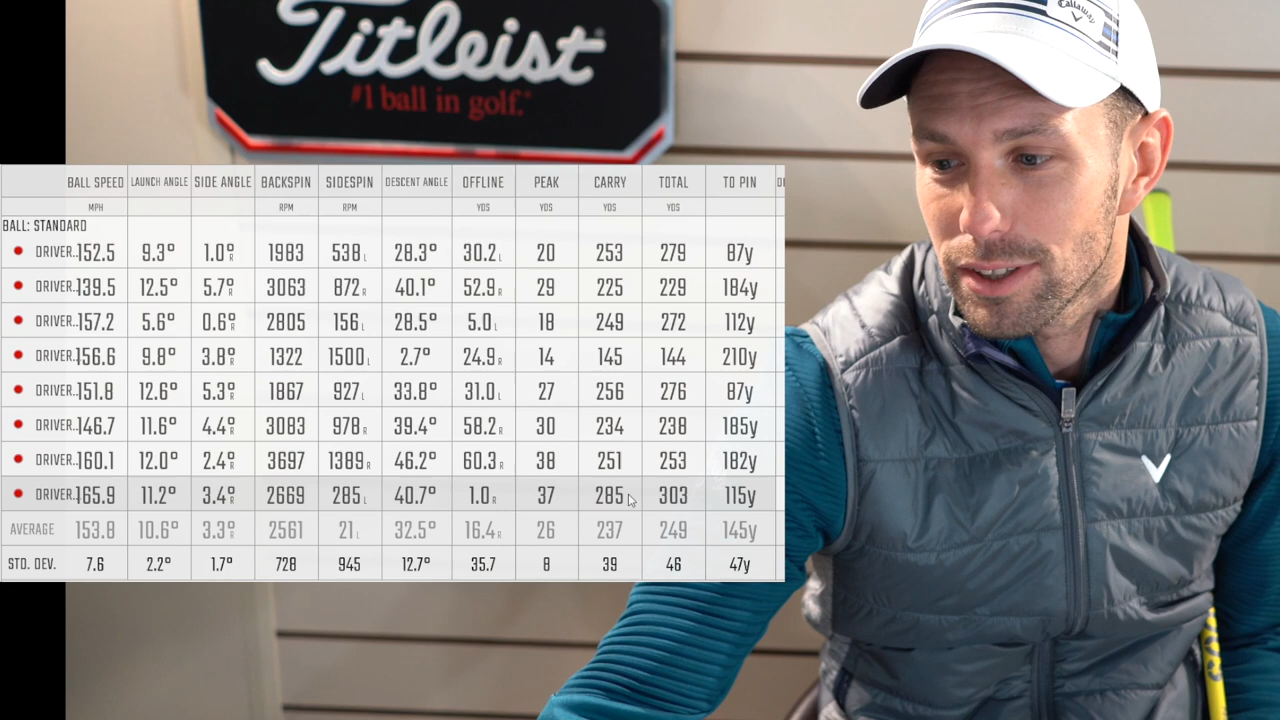 Titleist®
#1 ball in golf.®
Callaway
BALL SPEED LAUNCH ANGLE SIDE ANGLE BACKSPIN SIDESPIN DESCENT ANGLE OFFLINE PEAK CARRY TOTAL TO PIN
MPH RPM RPM YDS YDS YDS YDS
BALL: STANDARD
DRIVER.. 152.5 9.3° 1.0° R 1983 538 L 28.3° 30.2 L 20 253 279 87y
DRIVER.. 139.5 12.5° 5.7° R 3063 872 R 40.1° 52.9 R 29 225 229 184y
DRIVER.. 157.2 5.6° 0.6° R 2805 156 L 28.5° 5.0 L 18 249 272 112y
DRIVER.. 156.6 9.8° 3.8° R 1322 1500 L 2.7° 24.9 R 14 145 144 210y
DRIVER.. 151.8 12.6° 5.3° R 1867 927 L 33.8° 31.0 L 27 256 276 87y
DRIVER.. 146.7 11.6° 4.4° R 3083 978 R 39.4° 58.2 R 30 234 238 185y
DRIVER.. 160.1 12.0° 2.4° R 3697 1389 R 46.2° 60.3 R 38 251 253 182y
DRIVER.. 165.9 11.2° 3.4° R 2669 285 L 40.7° 1.0 R 37 285 303 115y
AVERAGE 153.8 10.6° 3.3° R 2561 21 L 32.5° 16.4 R 26 237 249 145y
STD. DEV. 7.6 2.2° 1.7° 728 945 12.7° 35.7 8 39 46 47y